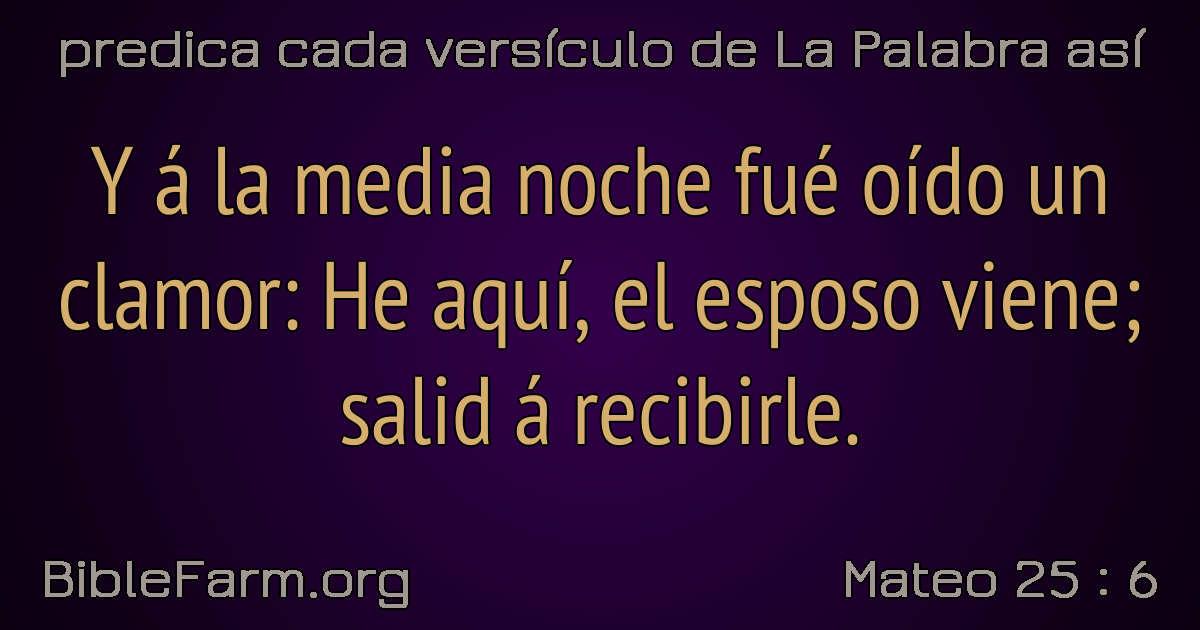 predica cada versículo de La Palabra así
Y á la media noche fué oído un
clamor: He aquí, el esposo viene;
salid á recibirle.
BibleFarm.org
Mateo 25 : 6